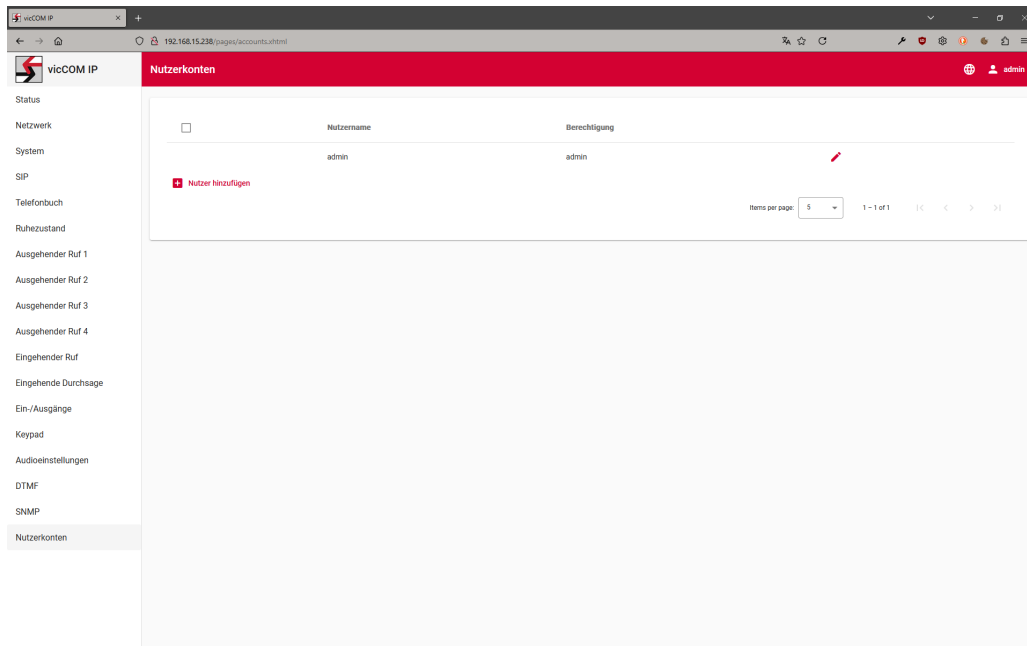 vicCOM IP
192.168.15.238/pages/accounts.xhtml
vicCOM IP
Nutzerkonten
admin
Status
Netzwerk
System
SIP
Telefonbuch
Ruhezustand
Ausgehender Ruf 1
Ausgehender Ruf 2
Ausgehender Ruf 3
Ausgehender Ruf 4
Eingehender Ruf
Eingehende Durchsage
Ein-/Ausgänge
Keypad
Audioeinstellungen
DTMF
SNMP
Nutzerkonten
Nutzername Berechtigung
admin admin
Nutzer hinzufügen
Items per page: 5 1 – 1 of 1